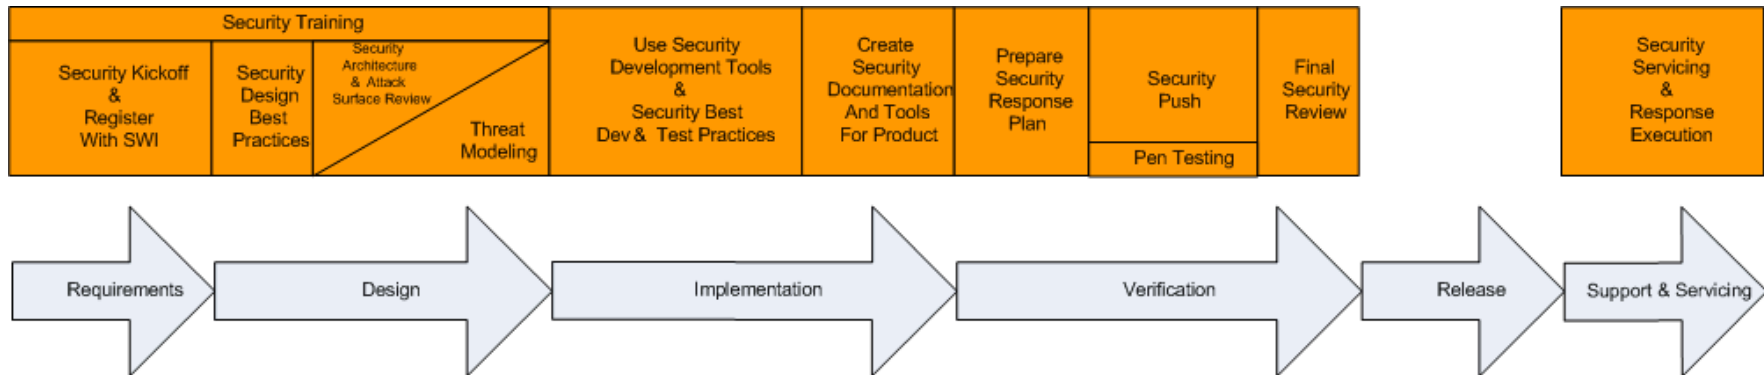 Security Training
Security Kickoff
&
Register
With SWI
Security
Design
Best
Practices
Security
Architecture
& Attack
Surface Review
Threat
Modeling
Use Security
Development Tools
&
Security Best
Dev & Test Practices
Create
Security
Documentation
And Tools
For Product
Prepare
Security
Response
Plan
Security
Push
Pen Testing
Final
Security
Review
Security
Servicing
&
Response
Execution
Requirements
Design
Implementation
Verification
Release
Support & Servicing